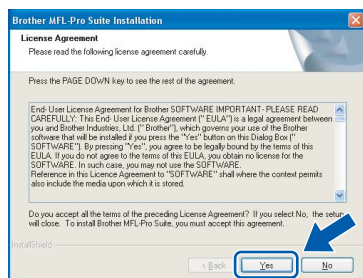 Brother MFL-Pro Suite Installation
License Agreement
Please read the following license agreement carefully.
Press the PAGE DOWN key to see the rest of the agreement.
End- User License Agreement for Brother SOFTWARE IMPORTANT- PLEASE READ
CAREFULLY: This End- User License Agreement (" EULA") is a legal agreement between
you and Brother Industries, Ltd. (" Brother"), which governs your use of the Brother
software that will be installed if you press the "Yes" button on this Dialog Box ("
SOFTWARE"). By pressing "Yes", you agree to be legally bound by the terms of this
EULA. If you do not agree to the terms of this EULA, you obtain no license for the
SOFTWARE. In such case, you may not use the SOFTWARE.
Reference in this Licence Agreement to "SOFTWARE" shall where the context permits
also include the media upon which it is stored.
Do you accept all the terms of the preceding License Agreement? If you select No, the setup
will close. To install Brother MFL-Pro Suite, you must accept this agreement.
InstallShield
< Back Yes No